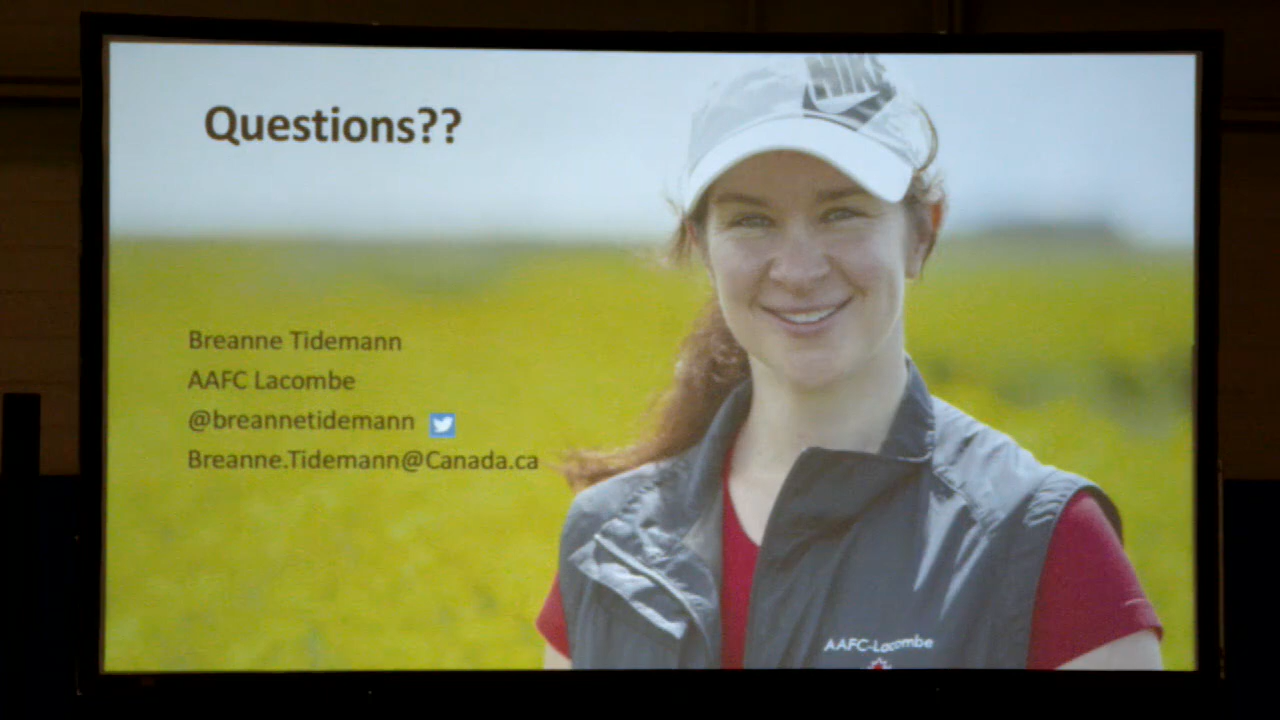 NIKE
Questions??
Breanne Tidemann
AAFC Lacombe
@breannetidemann
Breanne.Tidemann@Canada.ca
AAFC-Lacombe